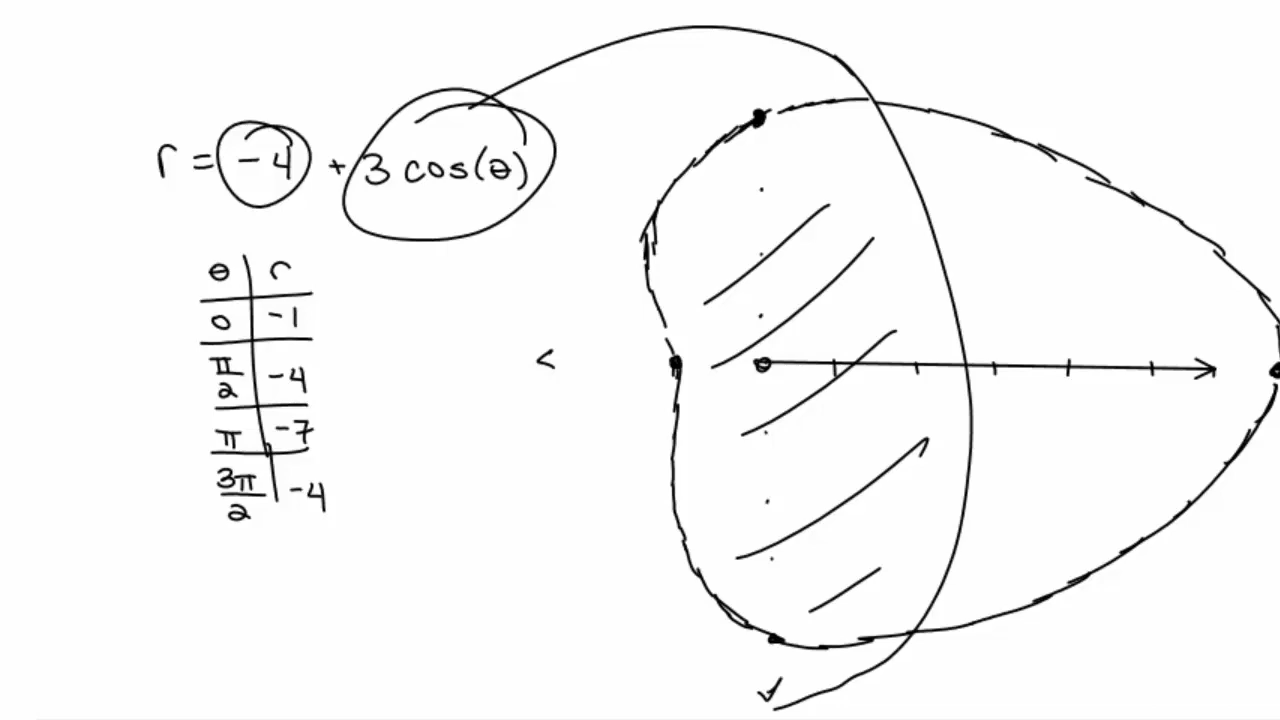 r = -4 + 3 cos(θ)
θ r
0 -1
π/2 -4
π -7
3π/2 -4
<